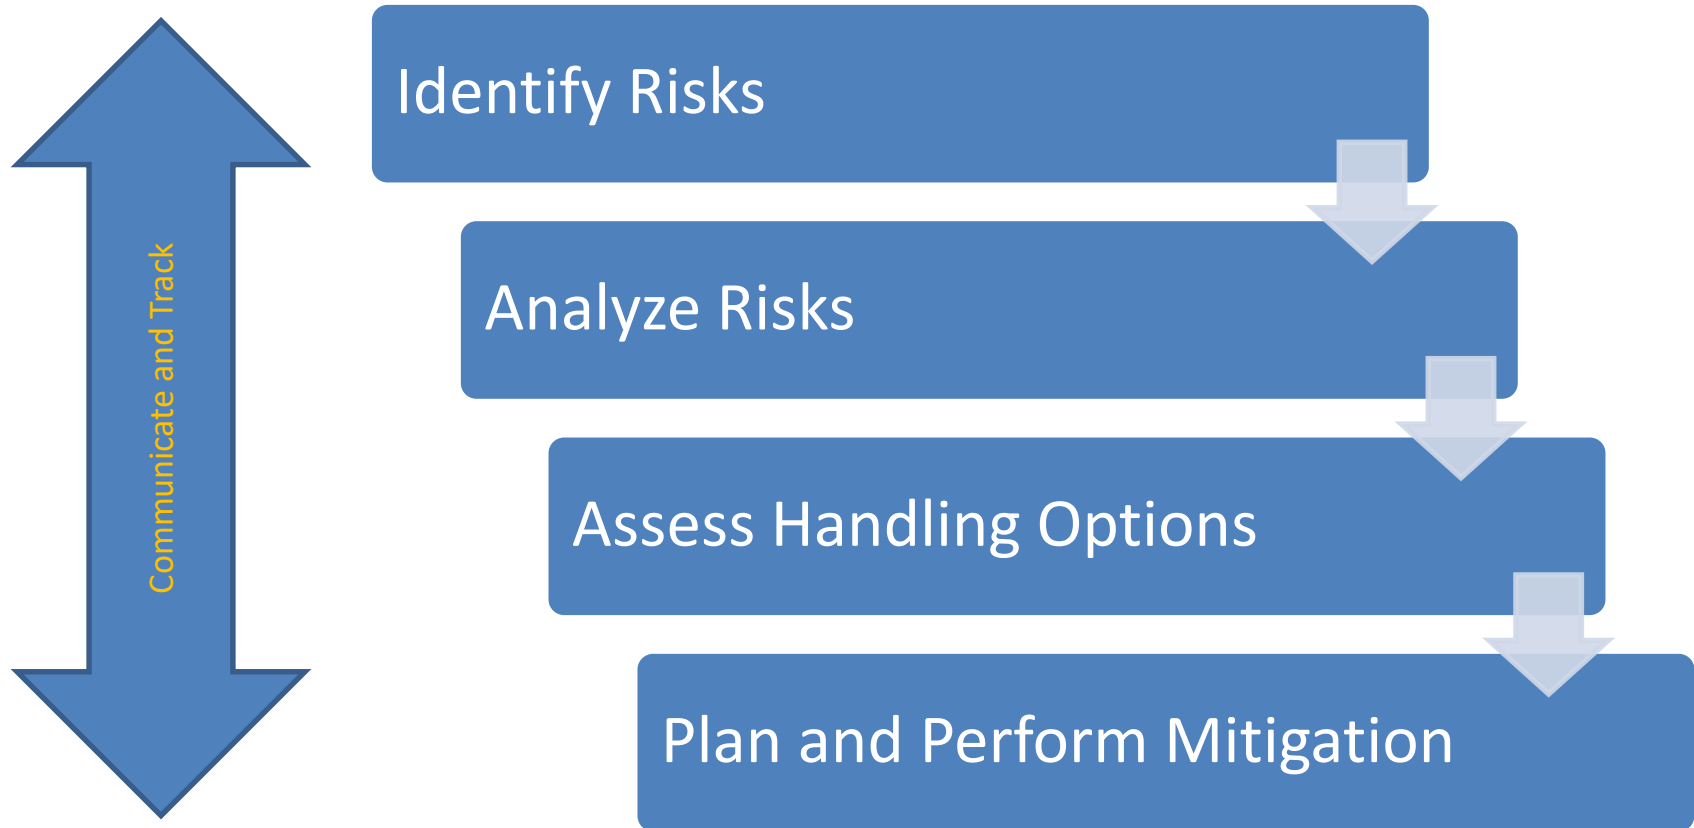 Communicate and Track
Identify Risks
Analyze Risks
Assess Handling Options
Plan and Perform Mitigation